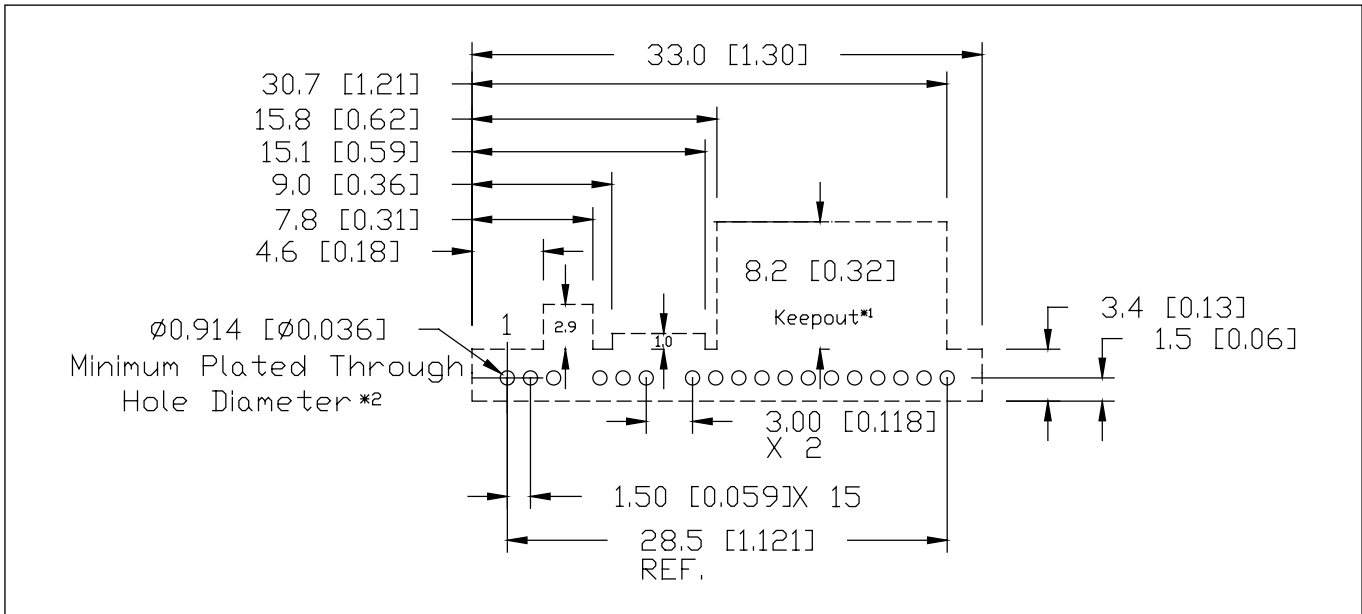 33.0 [1.30]
30.7 [1.21]
15.8 [0.62]
15.1 [0.59]
9.0 [0.36]
7.8 [0.31]
4.6 [0.18]
8.2 [0.32]
Keepout*1
3.4 [0.13]
1.5 [0.06]
2.9
1.0
1
Ø0.914 [Ø0.036]
Minimum Plated Through
Hole Diameter *2
3.00 [0.118]
X 2
1.50 [0.059]X 15
28.5 [1.121]
REF.